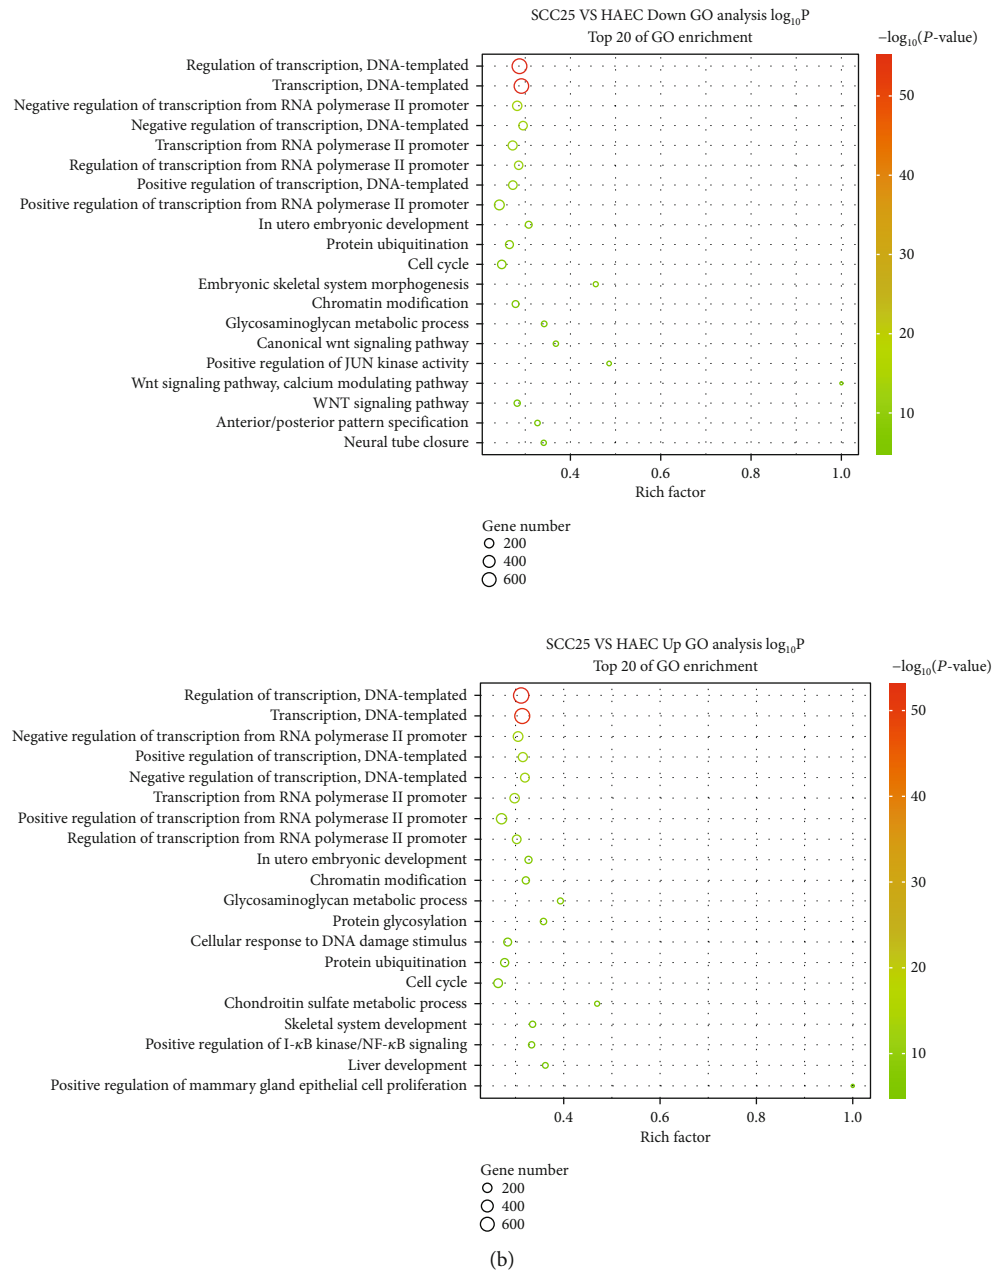 SCC25 VS HAEC Down GO analysis log₁₀P
Top 20 of GO enrichment
–log₁₀(P-value)
Regulation of transcription, DNA-templated
Transcription, DNA-templated
Negative regulation of transcription from RNA polymerase II promoter
Negative regulation of transcription, DNA-templated
Transcription from RNA polymerase II promoter
Regulation of transcription from RNA polymerase II promoter
Positive regulation of transcription, DNA-templated
Positive regulation of transcription from RNA polymerase II promoter
In utero embryonic development
Protein ubiquitination
Cell cycle
Embryonic skeletal system morphogenesis
Chromatin modification
Glycosaminoglycan metabolic process
Canonical wnt signaling pathway
Positive regulation of JUN kinase activity
Wnt signaling pathway, calcium modulating pathway
WNT signaling pathway
Anterior/posterior pattern specification
Neural tube closure
50
40
30
20
10
0.4 0.6 0.8 1.0
Rich factor
Gene number
200
400
600
SCC25 VS HAEC Up GO analysis log₁₀P
Top 20 of GO enrichment
–log₁₀(P-value)
Regulation of transcription, DNA-templated
Transcription, DNA-templated
Negative regulation of transcription from RNA polymerase II promoter
Positive regulation of transcription, DNA-templated
Negative regulation of transcription, DNA-templated
Transcription from RNA polymerase II promoter
Positive regulation of transcription from RNA polymerase II promoter
Regulation of transcription from RNA polymerase II promoter
In utero embryonic development
Chromatin modification
Glycosaminoglycan metabolic process
Protein glycosylation
Cellular response to DNA damage stimulus
Protein ubiquitination
Cell cycle
Chondroitin sulfate metabolic process
Skeletal system development
Positive regulation of I-κB kinase/NF-κB signaling
Liver development
Positive regulation of mammary gland epithelial cell proliferation
50
40
30
20
10
0.4 0.6 0.8 1.0
Rich factor
Gene number
200
400
600
(b)